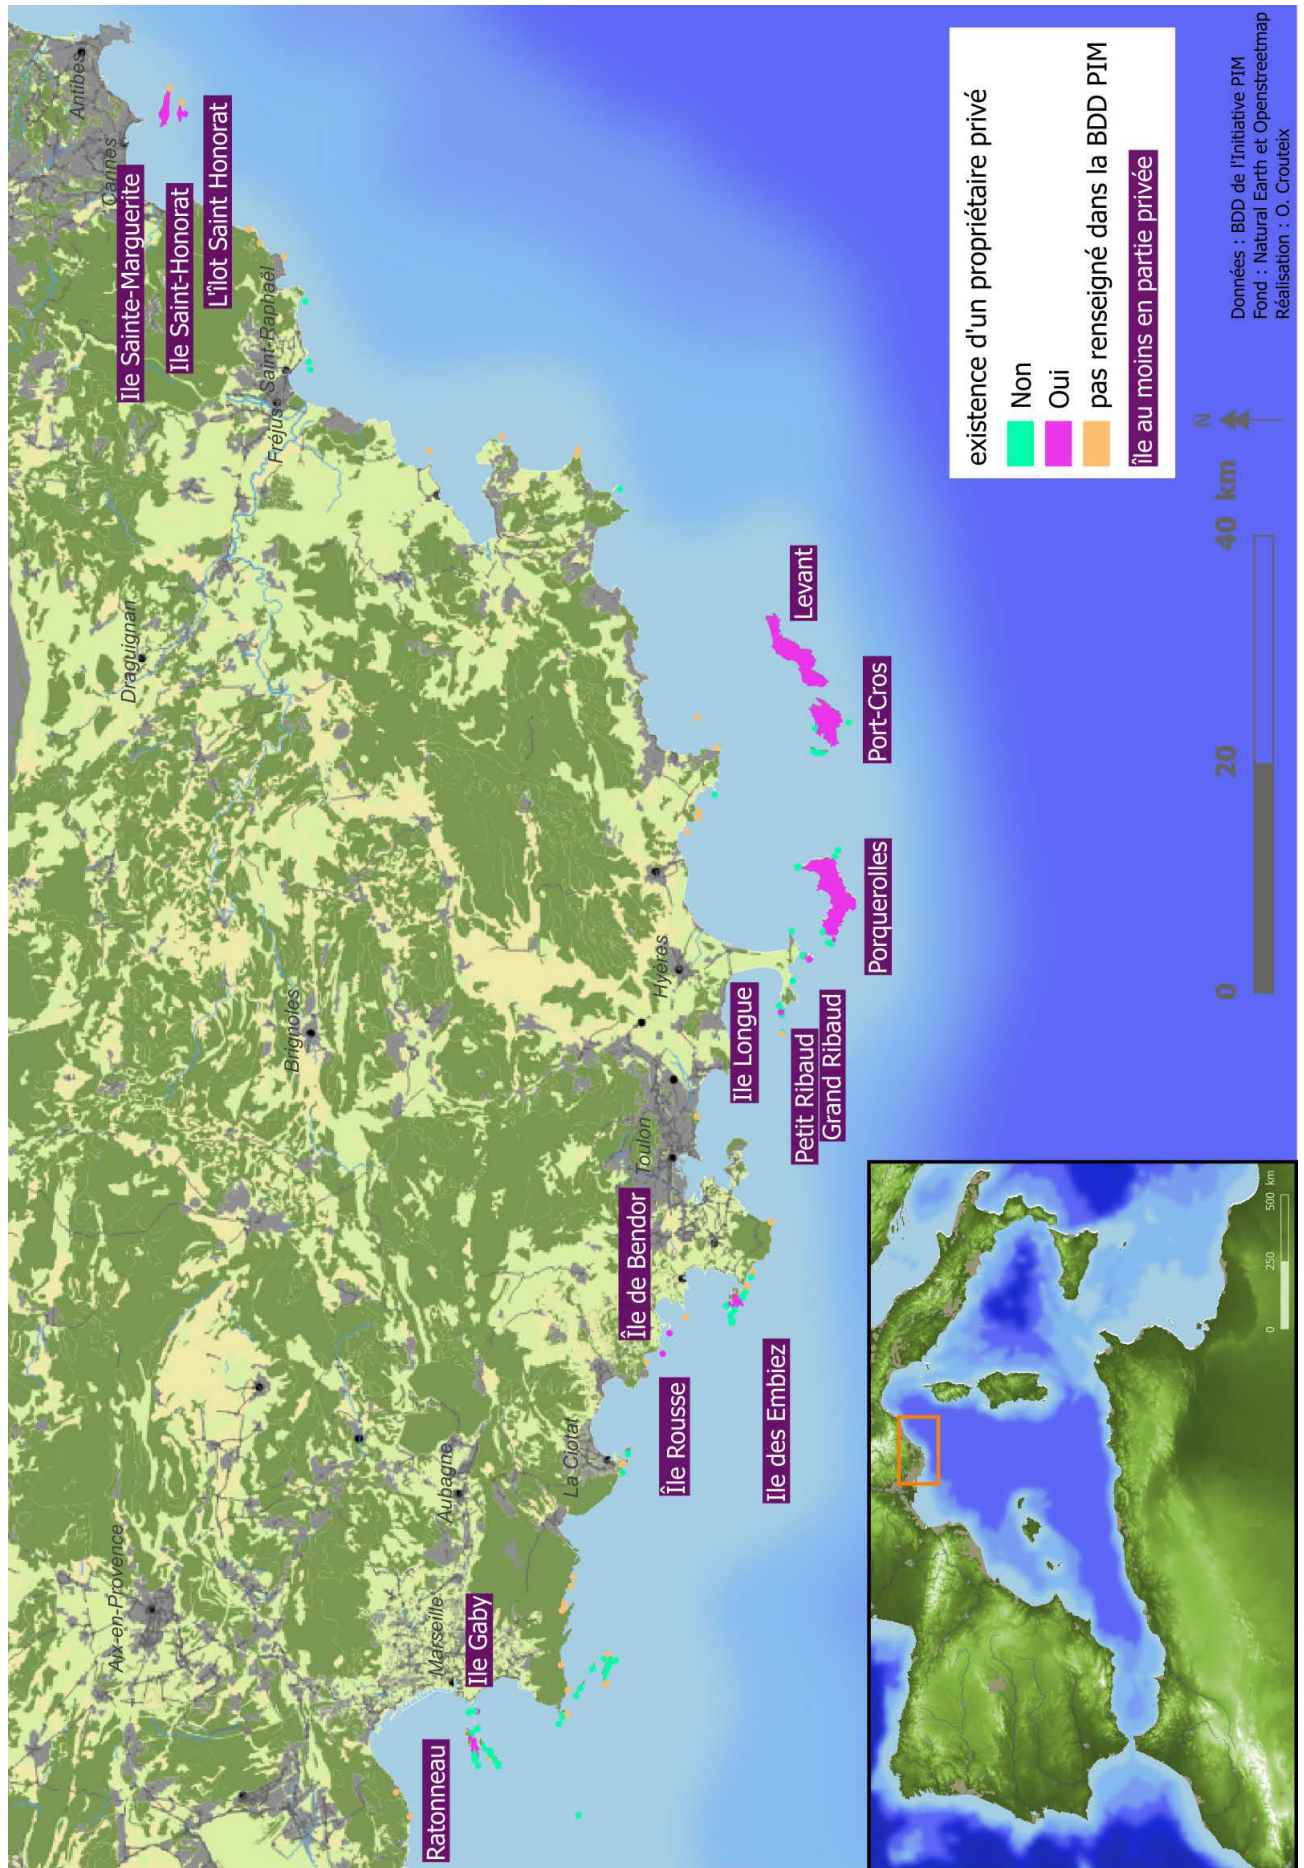 Antibes
Cannes
Ile Sainte-Marguerite
Ile Saint-Honorat
L'îlot Saint Honorat
Saint-Raphaël
Fréjus
Draguignan
Brignoles
Aix-en-Provence
Marseille
Aubagne
La Ciotat
Toulon
Hyères
Ratonneau
Ile Gaby
Île Rousse
Île de Bendor
Ile des Embiez
Ile Longue
Petit Ribaud
Grand Ribaud
Porquerolles
Port-Cros
Levant
existence d'un propriétaire privé
Non
Oui
pas renseigné dans la BDD PIM
île au moins en partie privée
N
0 20 40 km
Données : BDD de l'Initiative PIM
Fond : Natural Earth et Openstreetmap
Réalisation : O. Crouteix
0 250 500 km